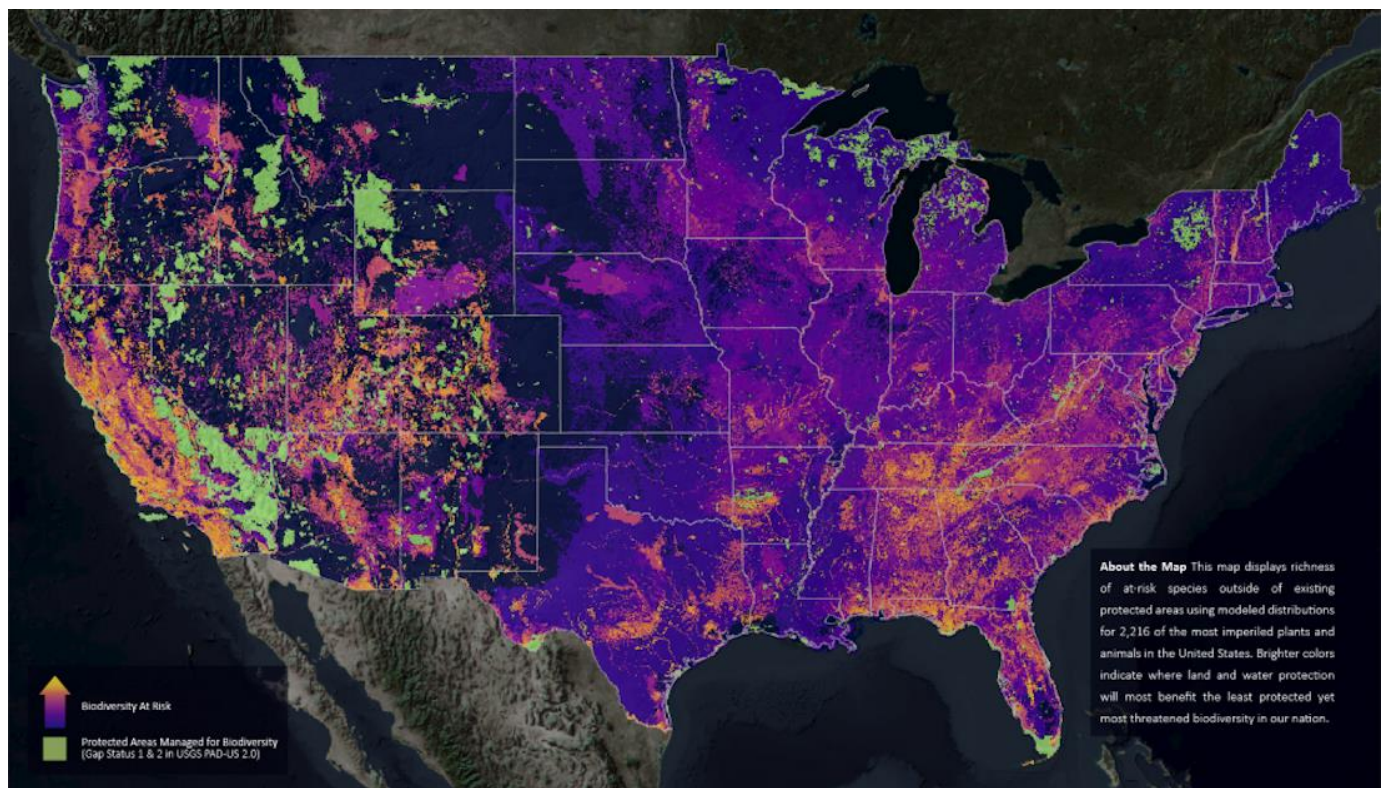 About the Map This map displays richness
of at-risk species outside of existing
protected areas using modeled distributions
for 2,216 of the most imperiled plants and
animals in the United States. Brighter colors
indicate where land and water protection
will most benefit the least protected yet
most threatened biodiversity in our nation.
Biodiversity At Risk
Protected Areas Managed for Biodiversity
(Gap Status 1 & 2 in USGS PAD-US 2.0)